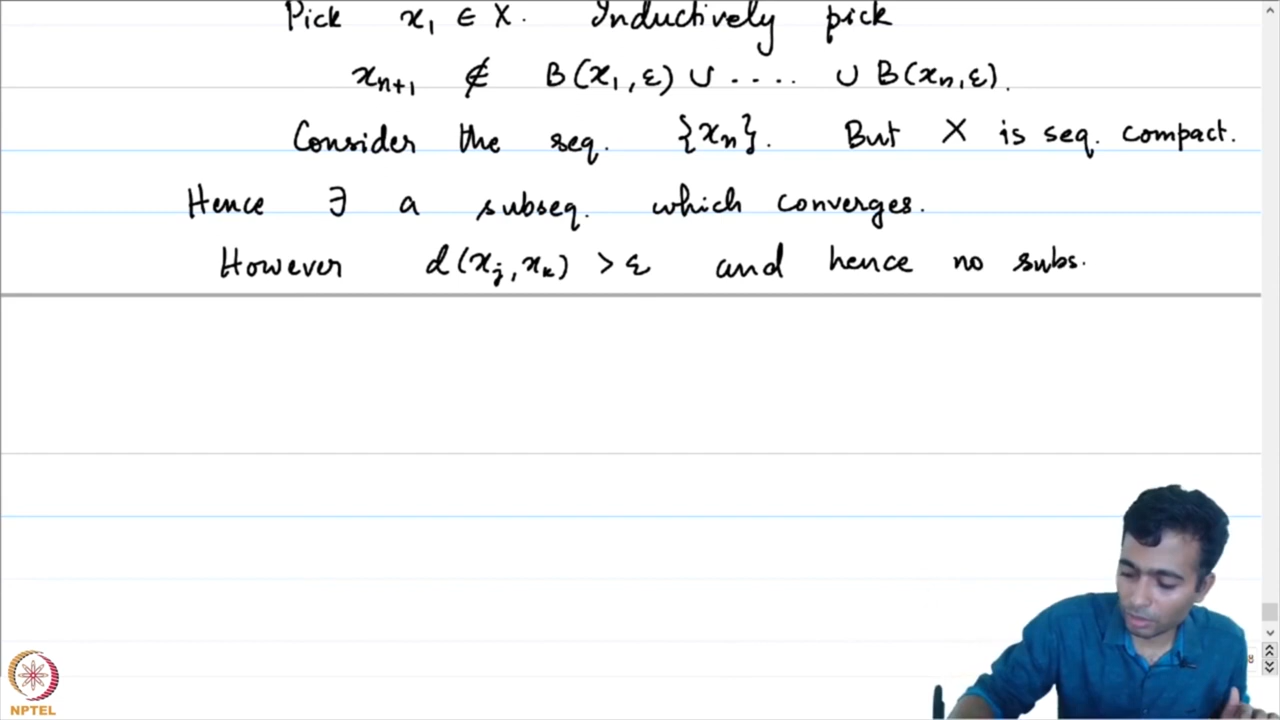 Pick x₁ ∈ X. Inductively pick
xₙ₊₁ ∉ B(x₁, ε) ∪ .... ∪ B(xₙ, ε).
Consider the seq. {xₙ}. But X is seq. compact.
Hence ∃ a subseq. which converges.
However d(xⱼ, xₖ) > ε and hence no subs.
8
NPTEL